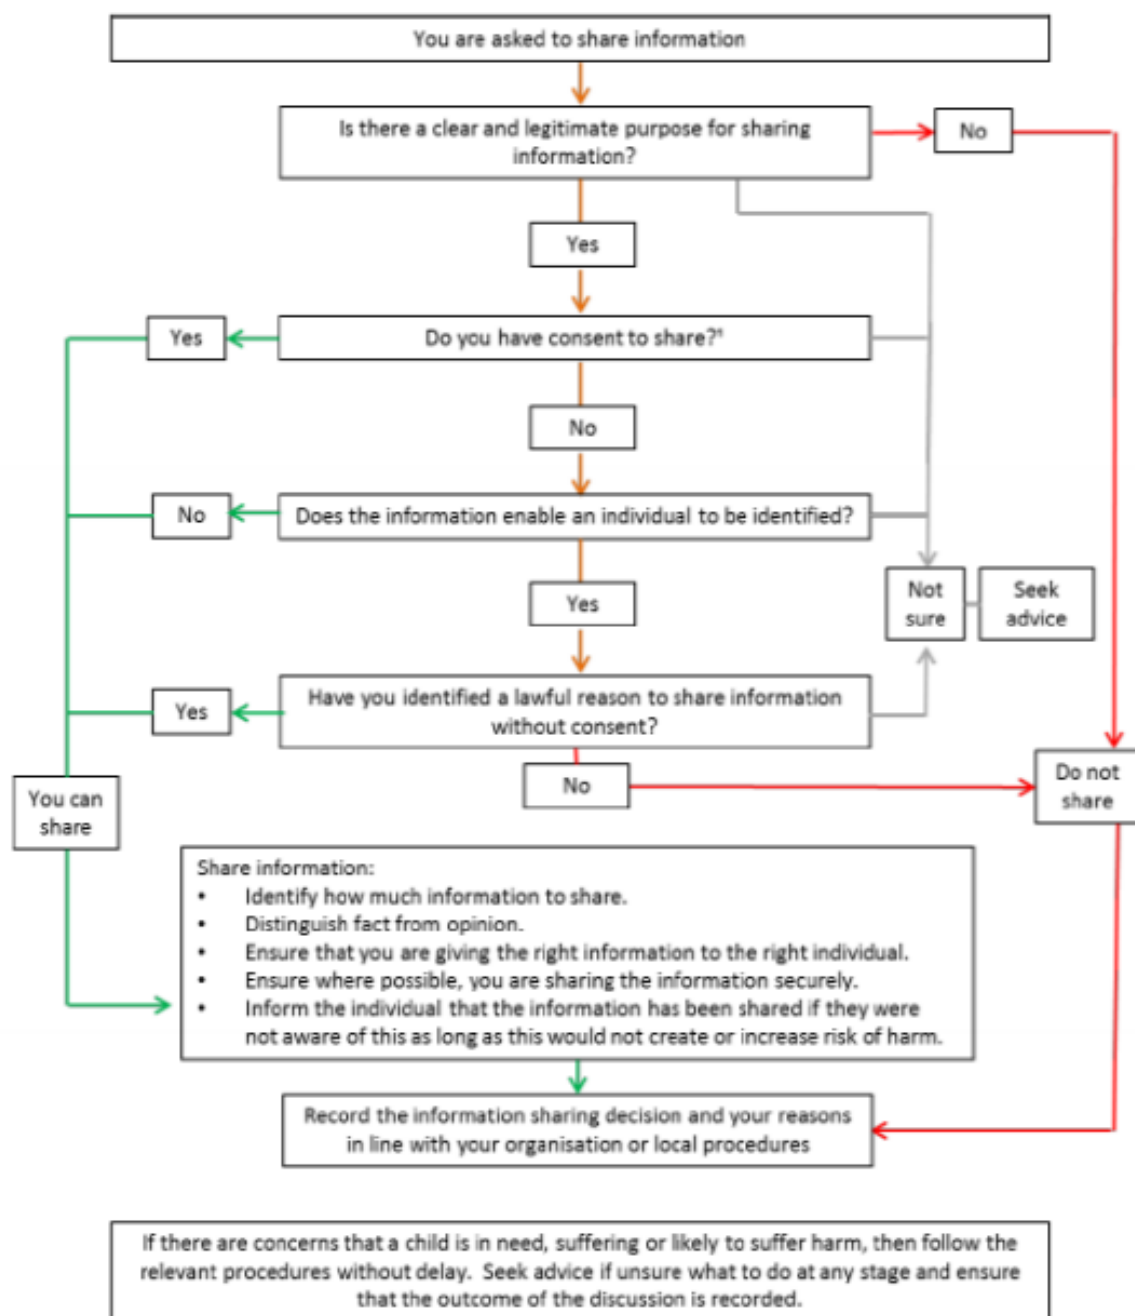 You are asked to share information
Is there a clear and legitimate purpose for sharing
information?
No
Yes
Yes
Do you have consent to share?¹
No
No
Does the information enable an individual to be identified?
Yes
Not
sure
Seek
advice
Yes
Have you identified a lawful reason to share information
without consent?
No
Do not
share
You can
share
Share information:
• Identify how much information to share.
• Distinguish fact from opinion.
• Ensure that you are giving the right information to the right individual.
• Ensure where possible, you are sharing the information securely.
• Inform the individual that the information has been shared if they were
not aware of this as long as this would not create or increase risk of harm.
Record the information sharing decision and your reasons
in line with your organisation or local procedures
If there are concerns that a child is in need, suffering or likely to suffer harm, then follow the
relevant procedures without delay. Seek advice if unsure what to do at any stage and ensure
that the outcome of the discussion is recorded.